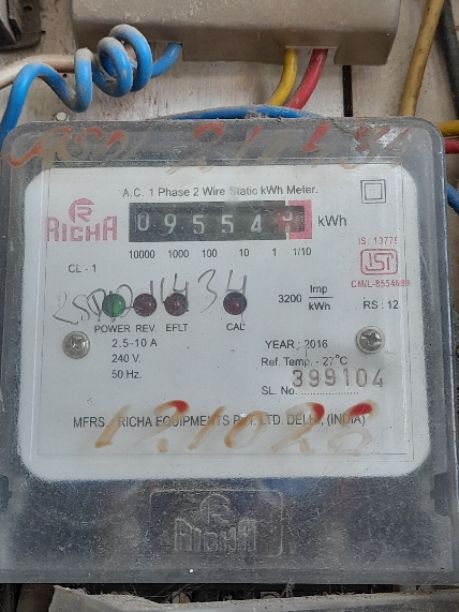 A.C. 1 Phase 2 Wire Static kWh Meter.
R
RICHA
09554
kWh
10000 1000 100 10 1 1/10
IS: 13779
ISI
CL - 1
3200 Imp/kWh
RS : 12
POWER REV. EFLT CAL
2.5-10 A
240 V.
50 Hz.
YEAR : 2016
Ref. Temp. - 27°C
SL. No. 399104
MFRS. : RICHA EQUIPMENTS PVT. LTD. DELHI, (INDIA)
121028
RICHA